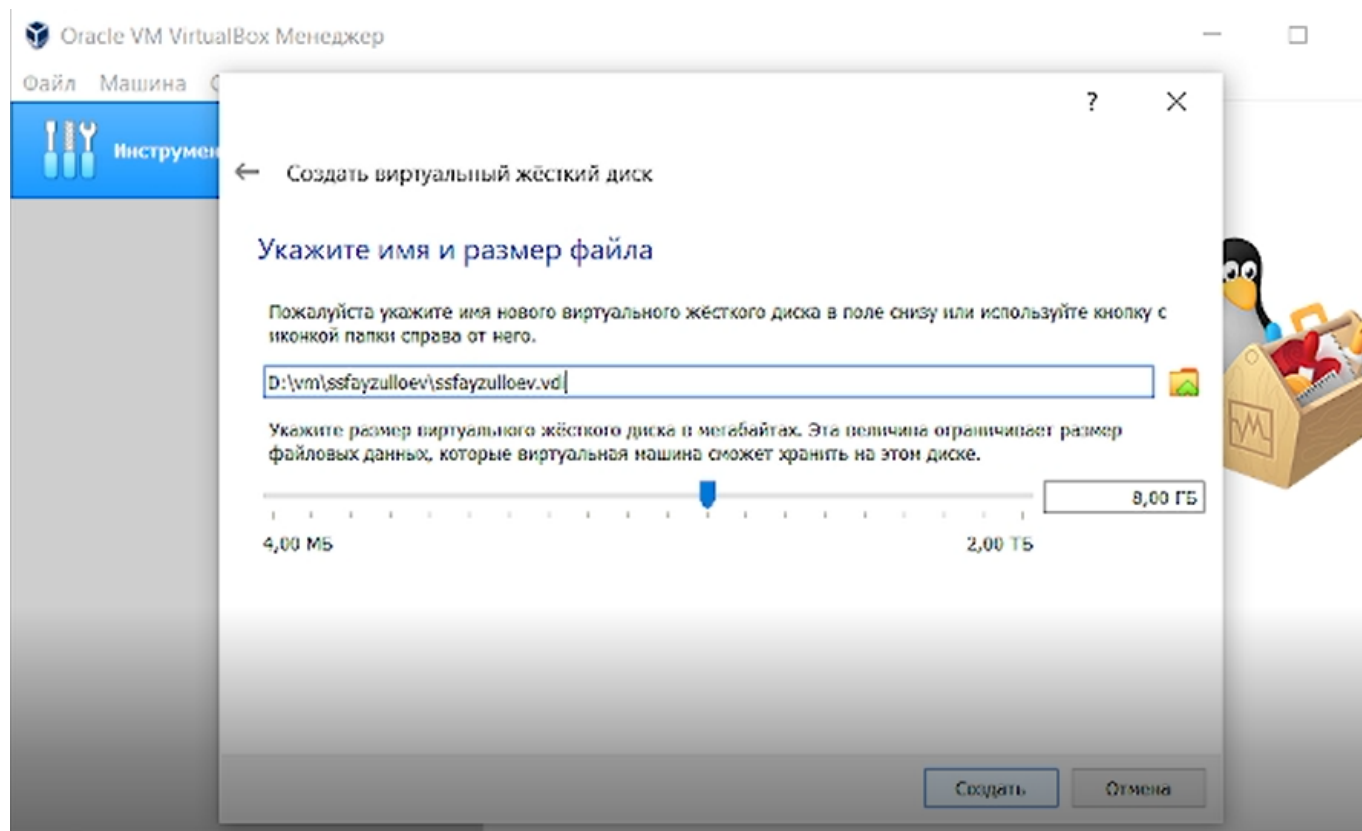 Oracle VM VirtualBox Менеджер
Файл Машина
Инструмен
?
Создать виртуальный жёсткий диск
Укажите имя и размер файла
Пожалуйста укажите имя нового виртуального жёсткого диска в поле снизу или используйте кнопку с
иконкой папки справа от него.
D:\vm\ssfayzulloev\ssfayzulloev.vdi
Укажите размер виртуального жёсткого диска в мегабайтах. Эта величина ограничивает размер
файловых данных, которые виртуальная машина сможет хранить на этом диске.
8,00 ГБ
4,00 МБ 2,00 ТБ
Создать Отмена